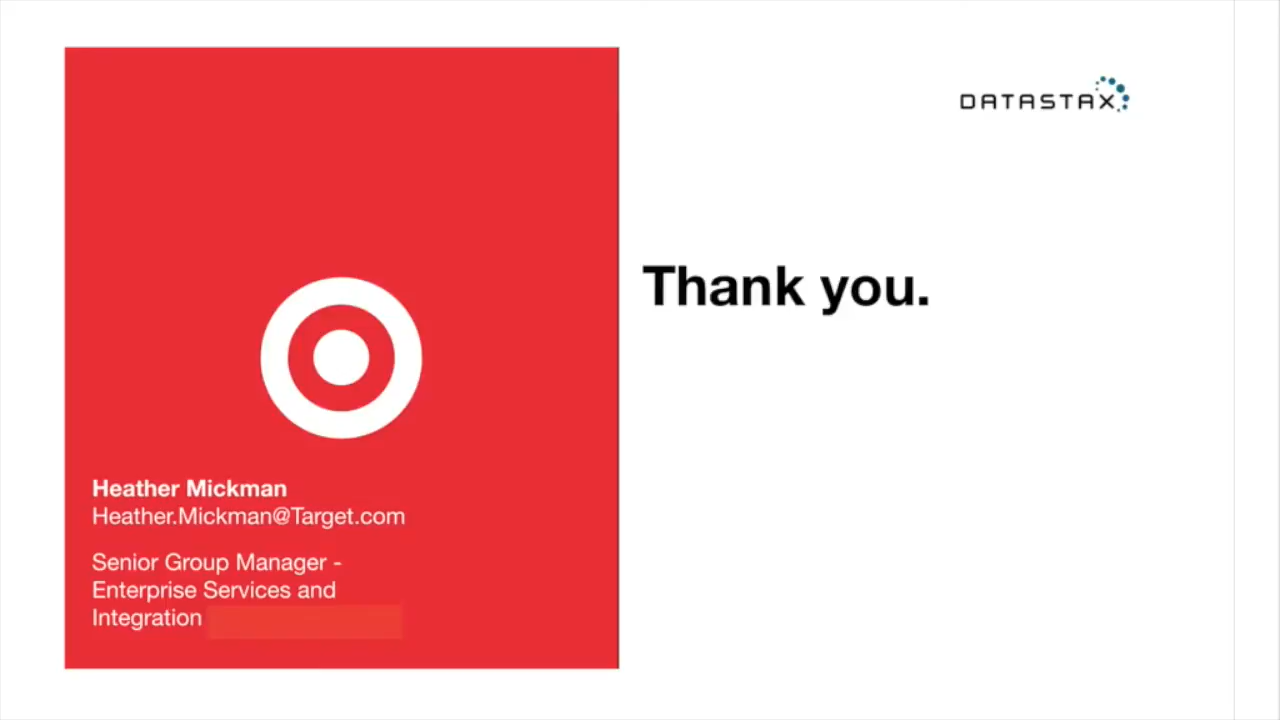 DATASTAX
Thank you.
Heather Mickman
Heather.Mickman@Target.com
Senior Group Manager -
Enterprise Services and
Integration